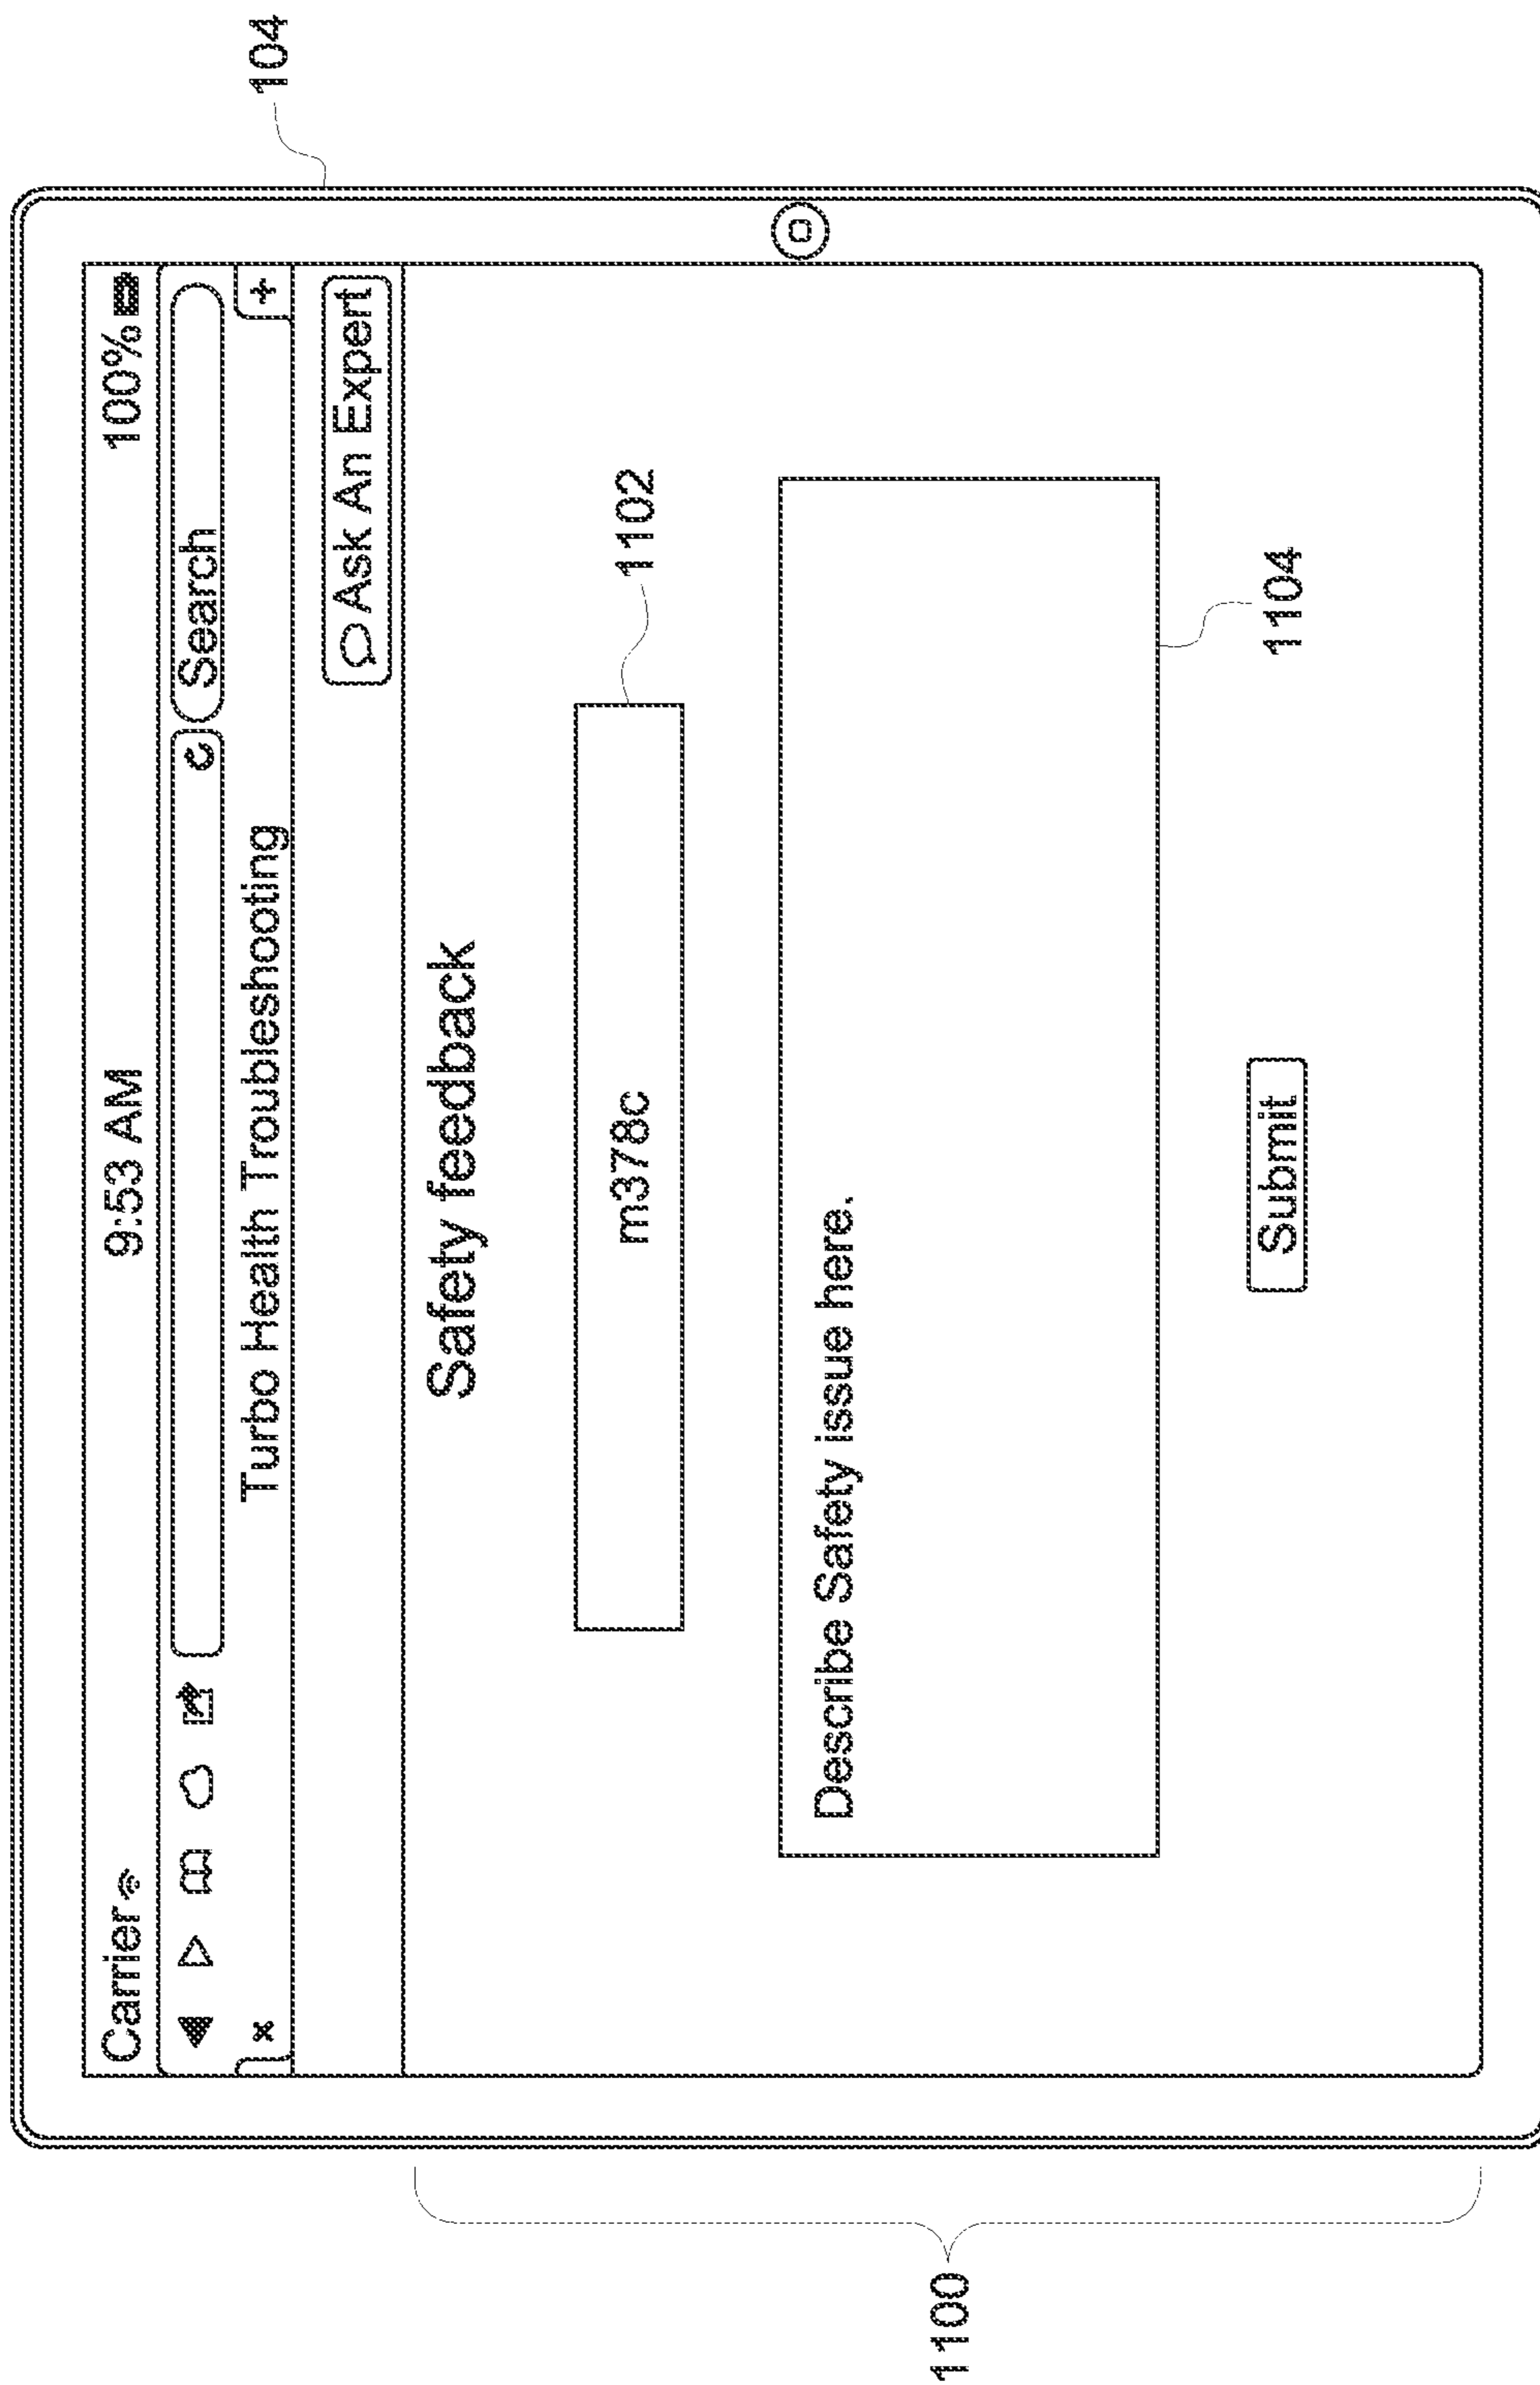 104
Carrier 9:53 AM 100%
Search
x Turbo Health Troubleshooting +
Ask An Expert
Safety feedback
m378c
1102
Describe Safety issue here.
1104
Submit
1100